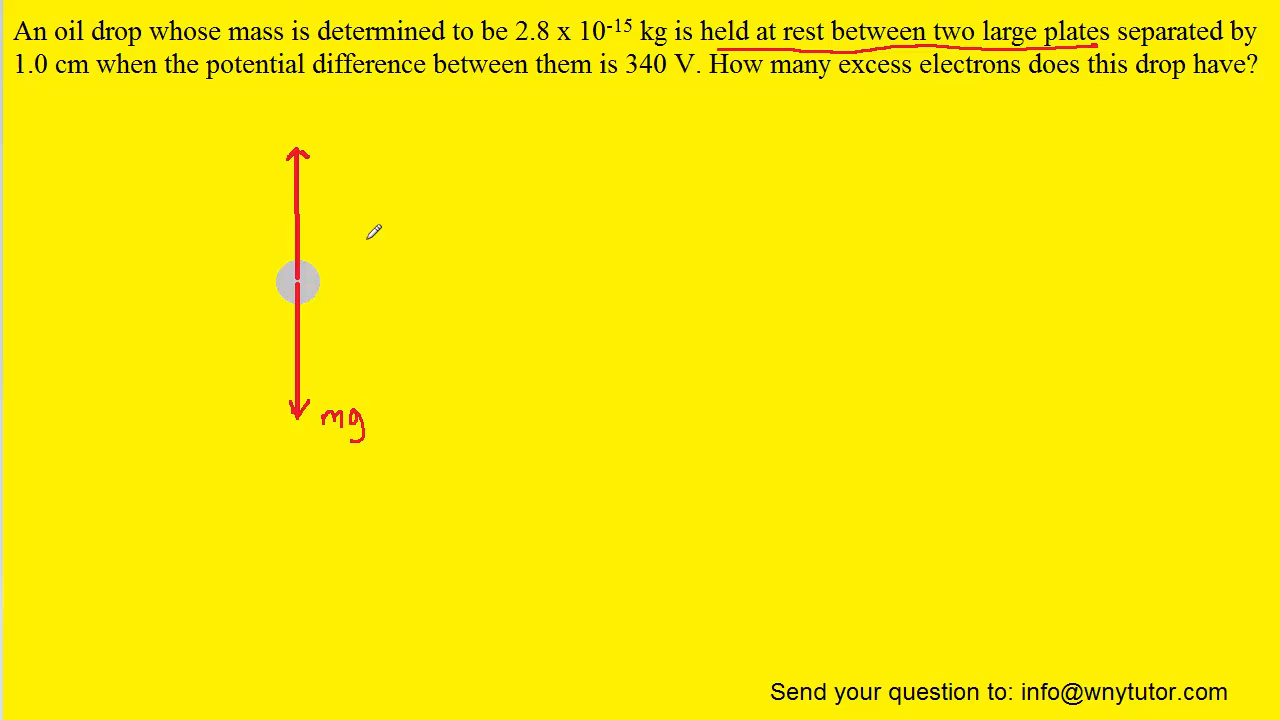 An oil drop whose mass is determined to be 2.8 x 10⁻¹⁵ kg is held at rest between two large plates separated by
1.0 cm when the potential difference between them is 340 V. How many excess electrons does this drop have?
mg
Send your question to: info@wnytutor.com